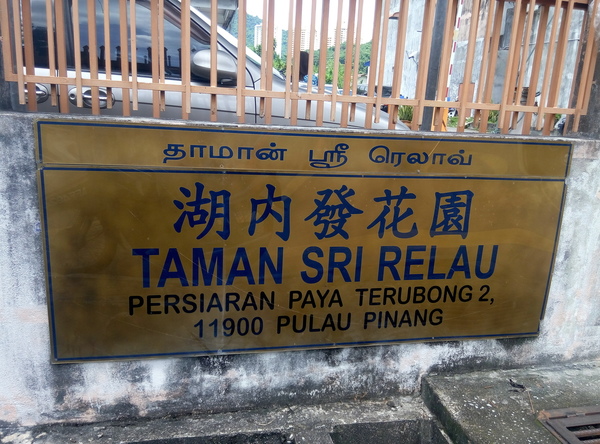 தாமான் ஸ்ரீ ரெலாவ்
湖内發花園
TAMAN SRI RELAU
PERSIARAN PAYA TERUBONG 2,
11900 PULAU PINANG